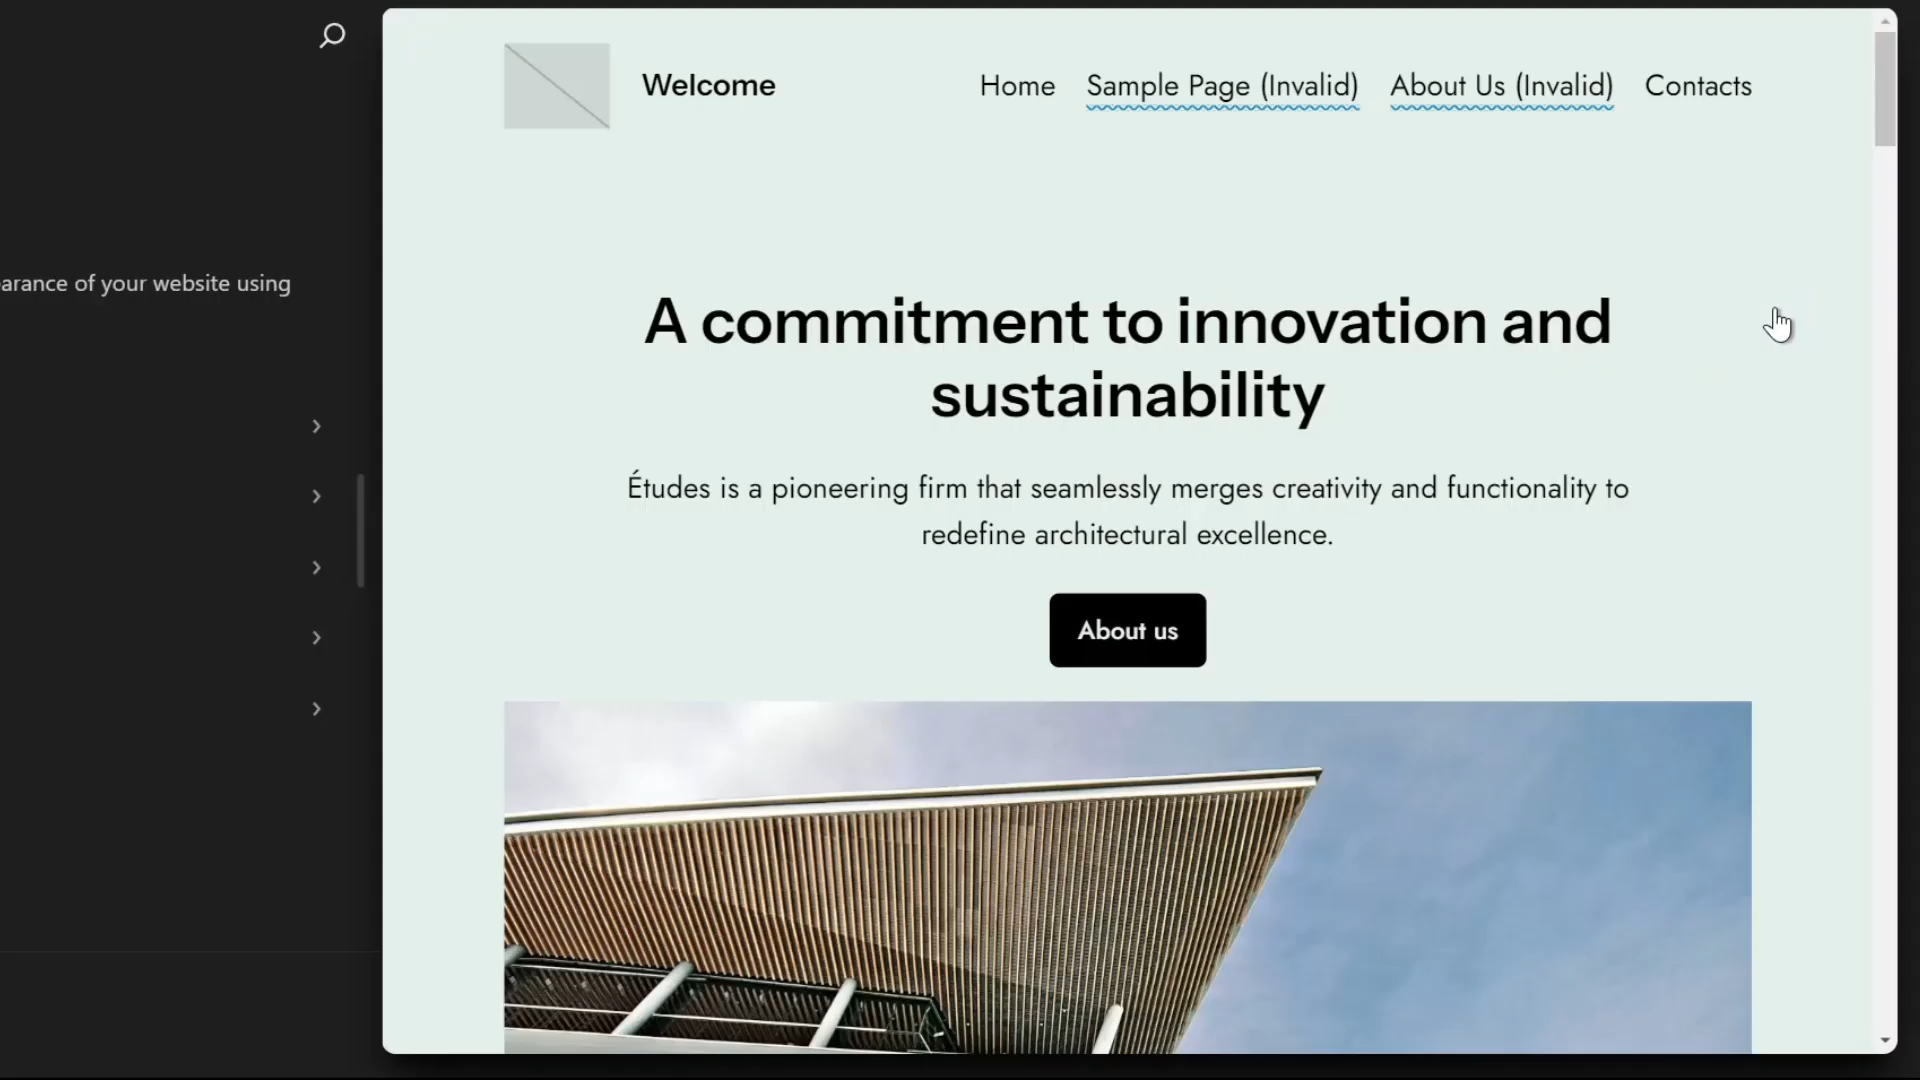 Welcome
Home Sample Page (Invalid) About Us (Invalid) Contacts
arance of your website using
A commitment to innovation and
sustainability
Études is a pioneering firm that seamlessly merges creativity and functionality to
redefine architectural excellence.
About us